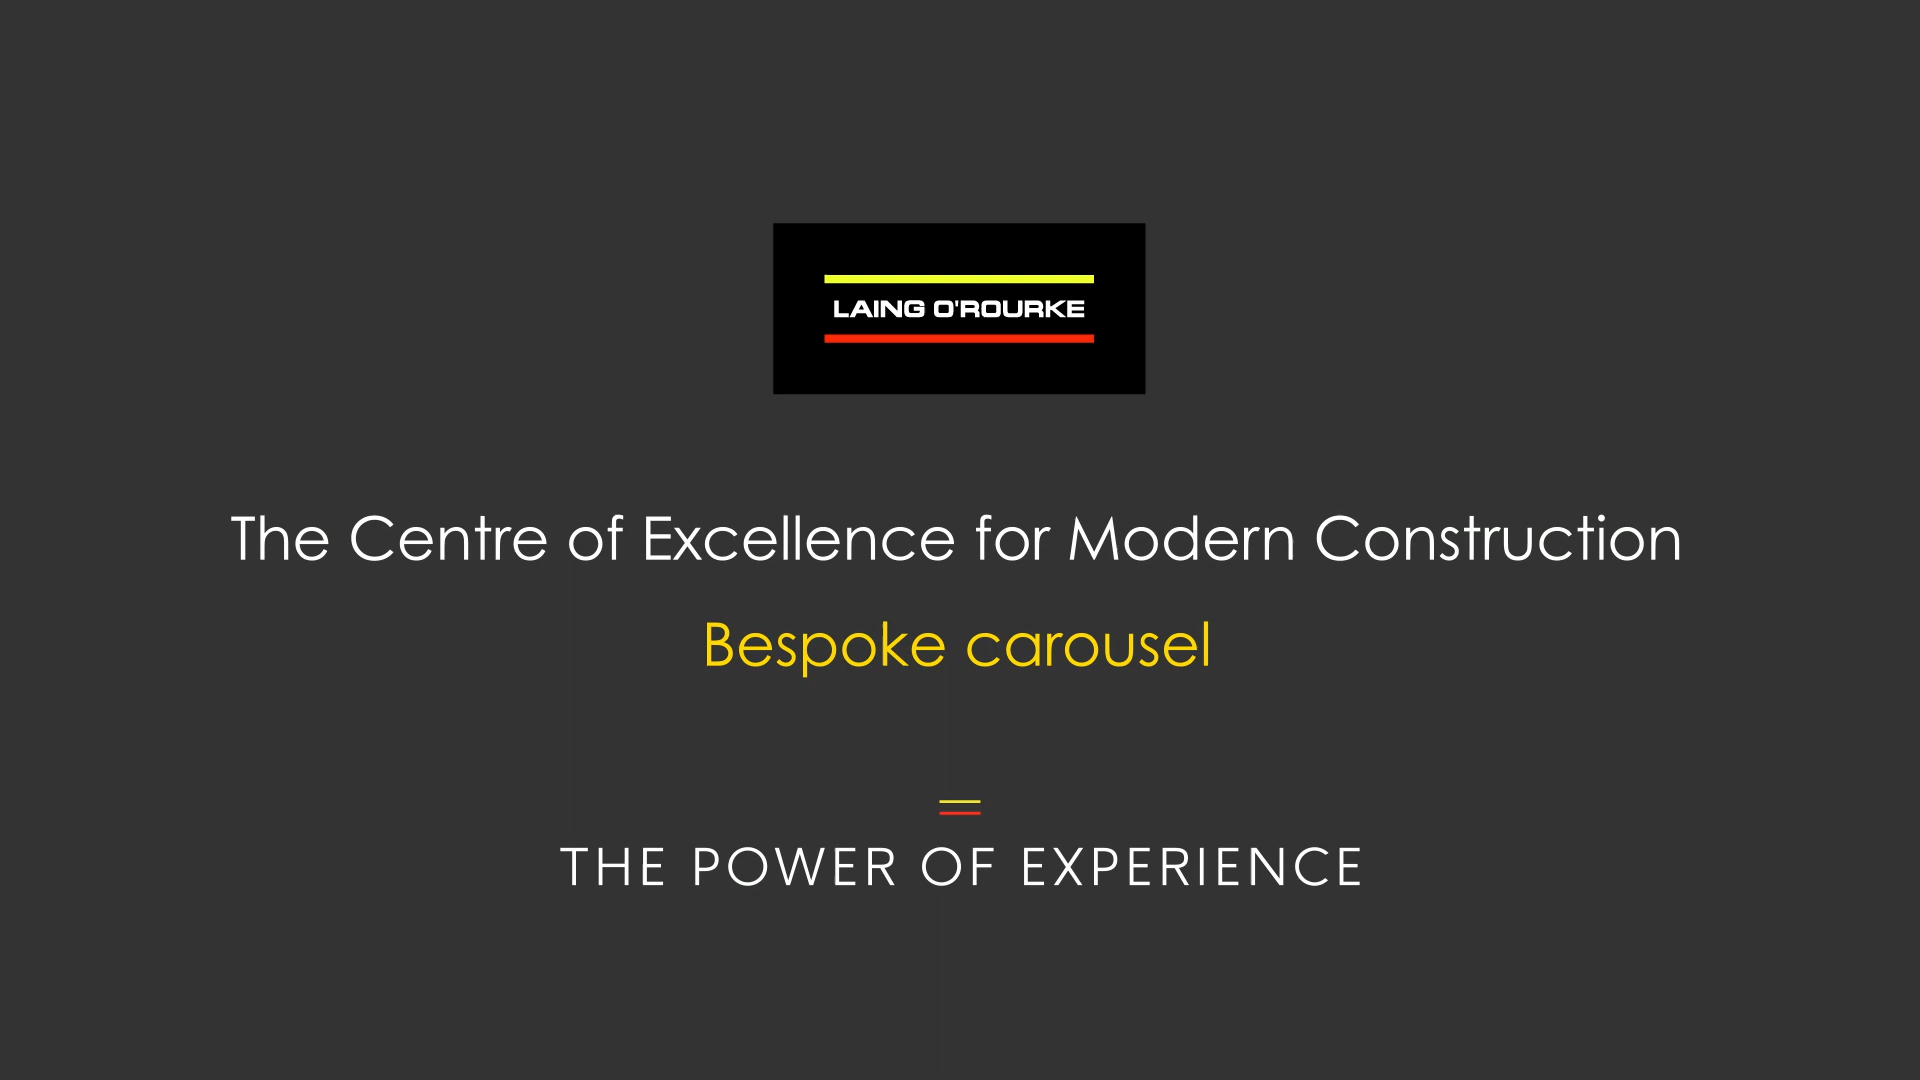 LAING O'ROURKE
The Centre of Excellence for Modern Construction
Bespoke carousel
THE POWER OF EXPERIENCE